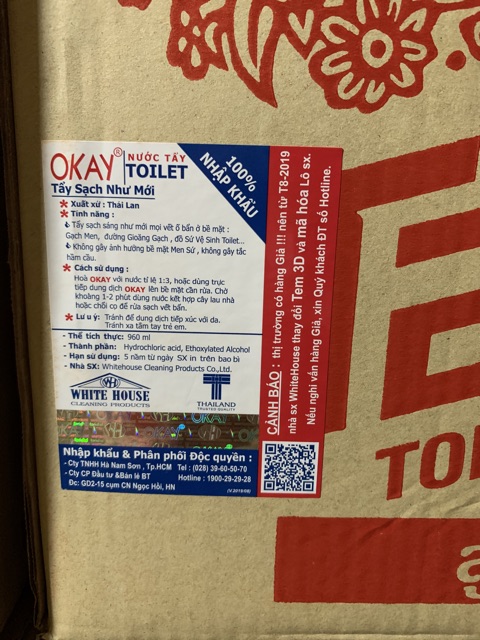 OKAY® NƯỚC TẨY TOILET
100% NHẬP KHẨU
Tẩy Sạch Như Mới
* Xuất xứ : Thái Lan
* Tính năng :
Tẩy sáng như mới mọi vết ố bẩn ở bề mặt :
Gạch Men, đường Gioăng Gạch , đồ Sứ Vệ Sinh Toilet...
Không gây ảnh hưởng bề mặt Men Sứ , không gây tắc
hầm cầu.
* Cách sử dụng :
Hoà OKAY với nước tỉ lệ 1:3, hoặc dùng trực
tiếp dung dịch OKAY lên bề mặt cần rửa. Chờ
khoảng 1-2 phút dùng nước kết hợp cây lau nhà
hoặc chổi cọ để rửa sạch vết bẩn.
* Lưu ý : Tránh để dung dịch tiếp xúc với da.
Tránh xa tầm tay trẻ em.
- Thể tích thực: 960 ml
- Thành phần: Hydrochloric acid, Ethoxylated Alcohol
- Hạn sử dụng: 5 năm từ ngày SX in trên bao bì
- Nhà SX: Whitehouse Cleaning Products Co.,Ltd.
WH
WHITE HOUSE
CLEANING PRODUCTS
THAILAND
TRUSTED QUALITY
Nhập khẩu & Phân phối Độc quyền :
- Cty TNHH Hà Nam Sơn , Tp.HCM Tel : (028) 39-60-50-70
- Cty CP Đầu tư &Bán lẻ BT Hotline : 1900-29-29-28
Đc: GD2-15 cụm CN Ngọc Hồi, HN (V.2019/08)
CẢNH BÁO : thị trường có hàng Giả !!! nên từ T8-2019
nhà sx WhiteHouse thay đổi Tem 3D và mã hóa Lô sx.
Nếu nghi vấn hàng Giả, xin Quý khách ĐT số Hotline.
TOI